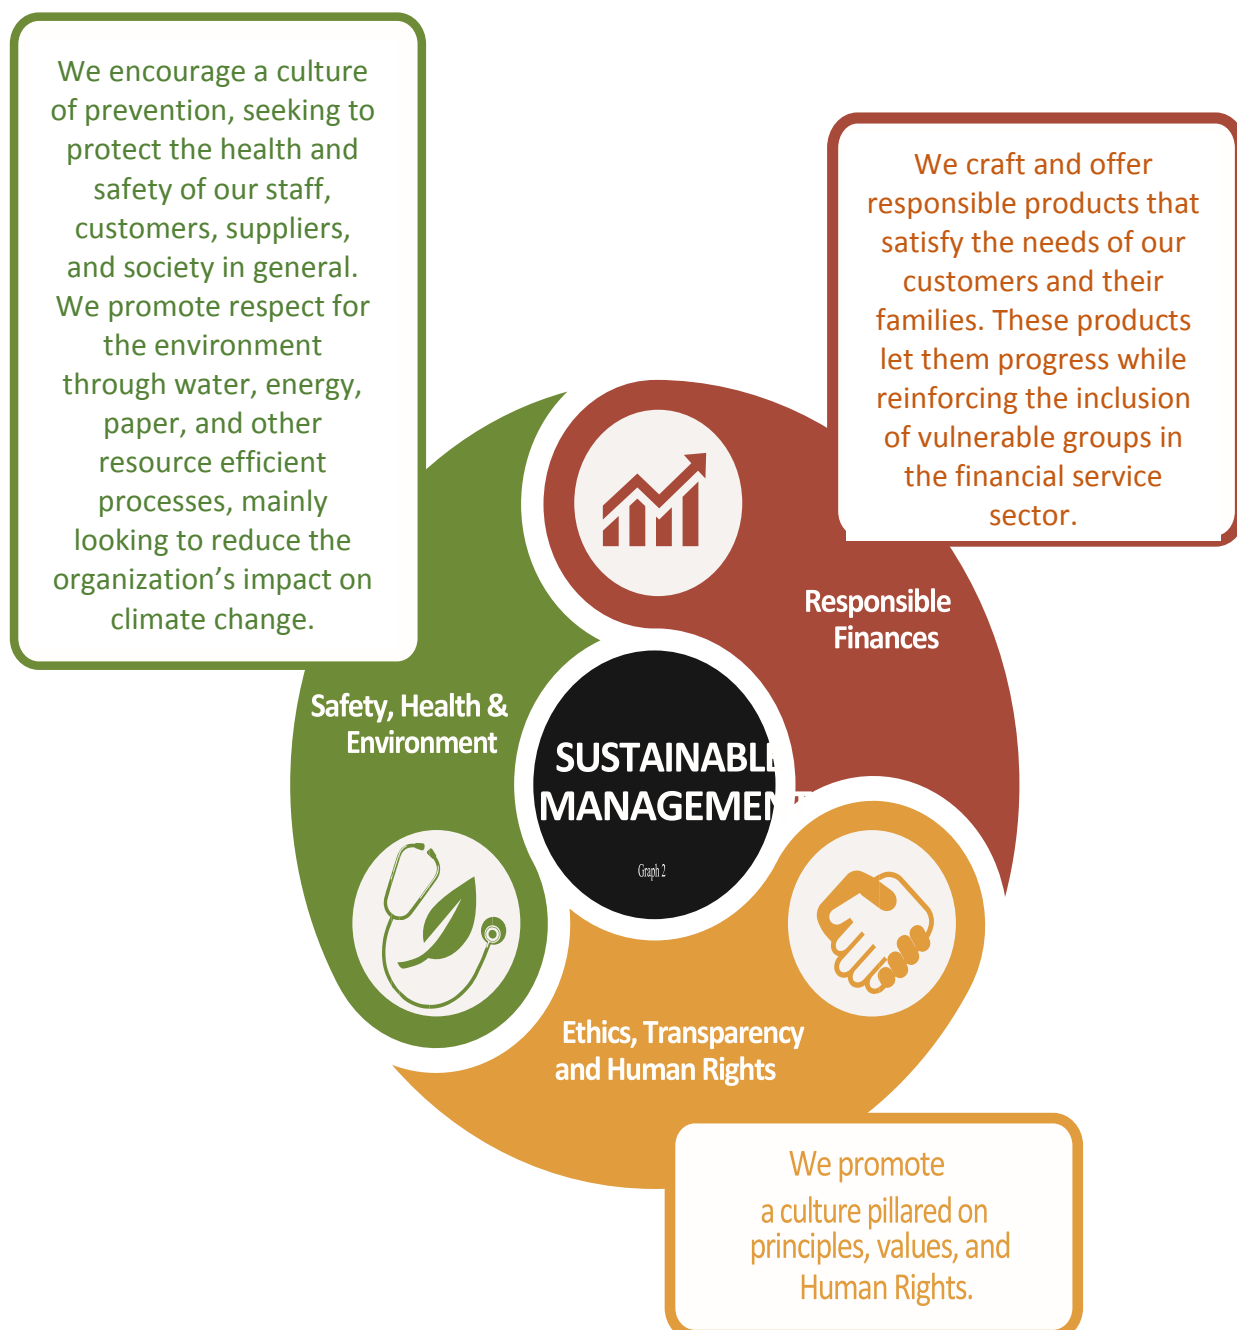 We encourage a culture
of prevention, seeking to
protect the health and
safety of our staff,
customers, suppliers,
and society in general.
We promote respect for
the environment
through water, energy,
paper, and other
resource efficient
processes, mainly
looking to reduce the
organization’s impact on
climate change.
We craft and offer
responsible products that
satisfy the needs of our
customers and their
families. These products
let them progress while
reinforcing the inclusion
of vulnerable groups in
the financial service
sector.
Responsible
Finances
Safety, Health &
Environment
SUSTAINABLE
MANAGEMENT
Graph 2
Ethics, Transparency
and Human Rights
We promote
a culture pillared on
principles, values, and
Human Rights.